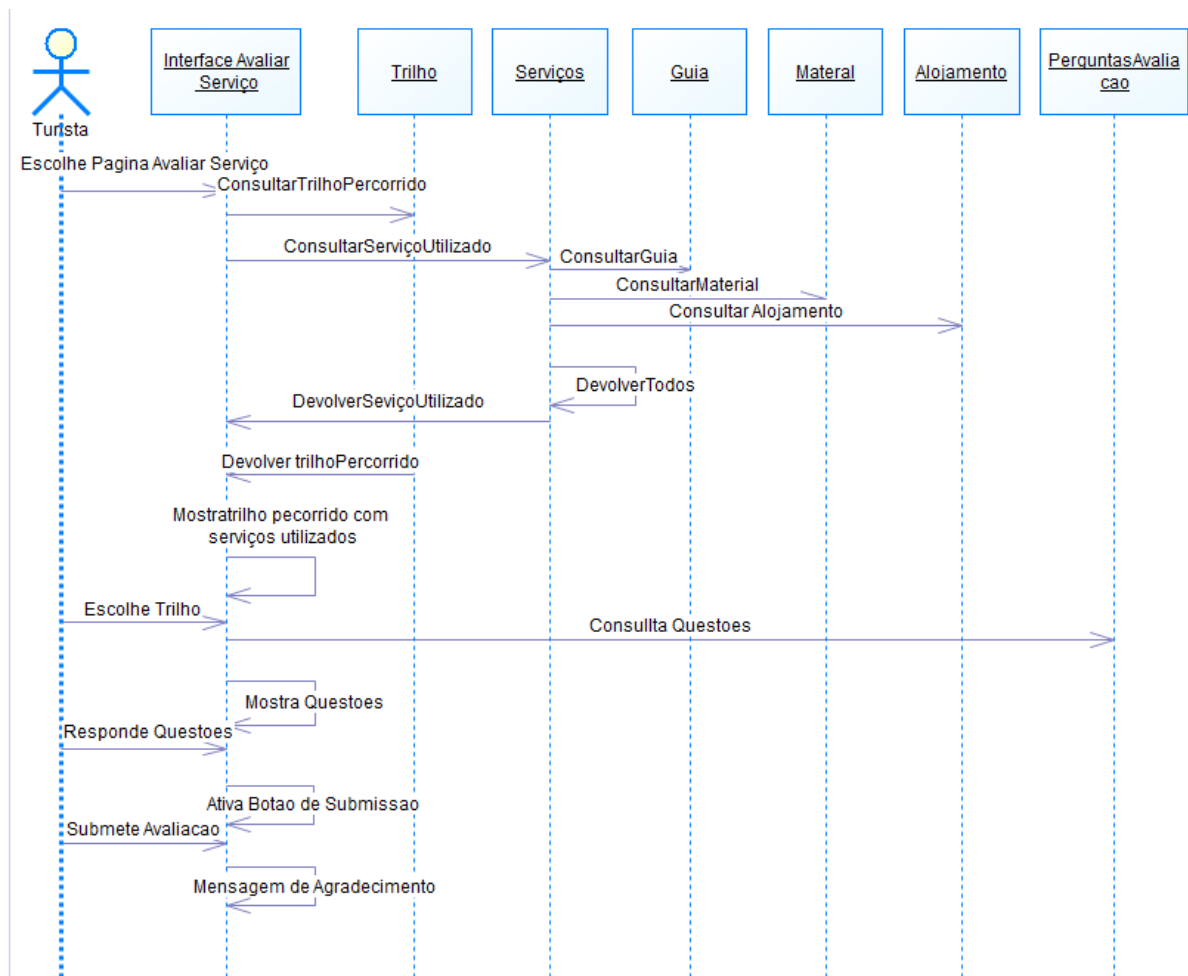 Interface Avaliar
Serviço
Trilho
Serviços
Guia
Materal
Alojamento
PerguntasAvalia
cao
Turista
Escolhe Pagina Avaliar Serviço
ConsultarTrilhoPercorrido
ConsultarServiçoUtilizado
ConsultarGuia
ConsultarMaterial
Consultar Alojamento
DevolverTodos
DevolverSeviçoUtilizado
Devolver trilhoPercorrido
Mostratrilho pecorrido com
serviços utilizados
Escolhe Trilho
Consullta Questoes
Mostra Questoes
Responde Questoes
Ativa Botao de Submissao
Submete Avaliacao
Mensagem de Agradecimento